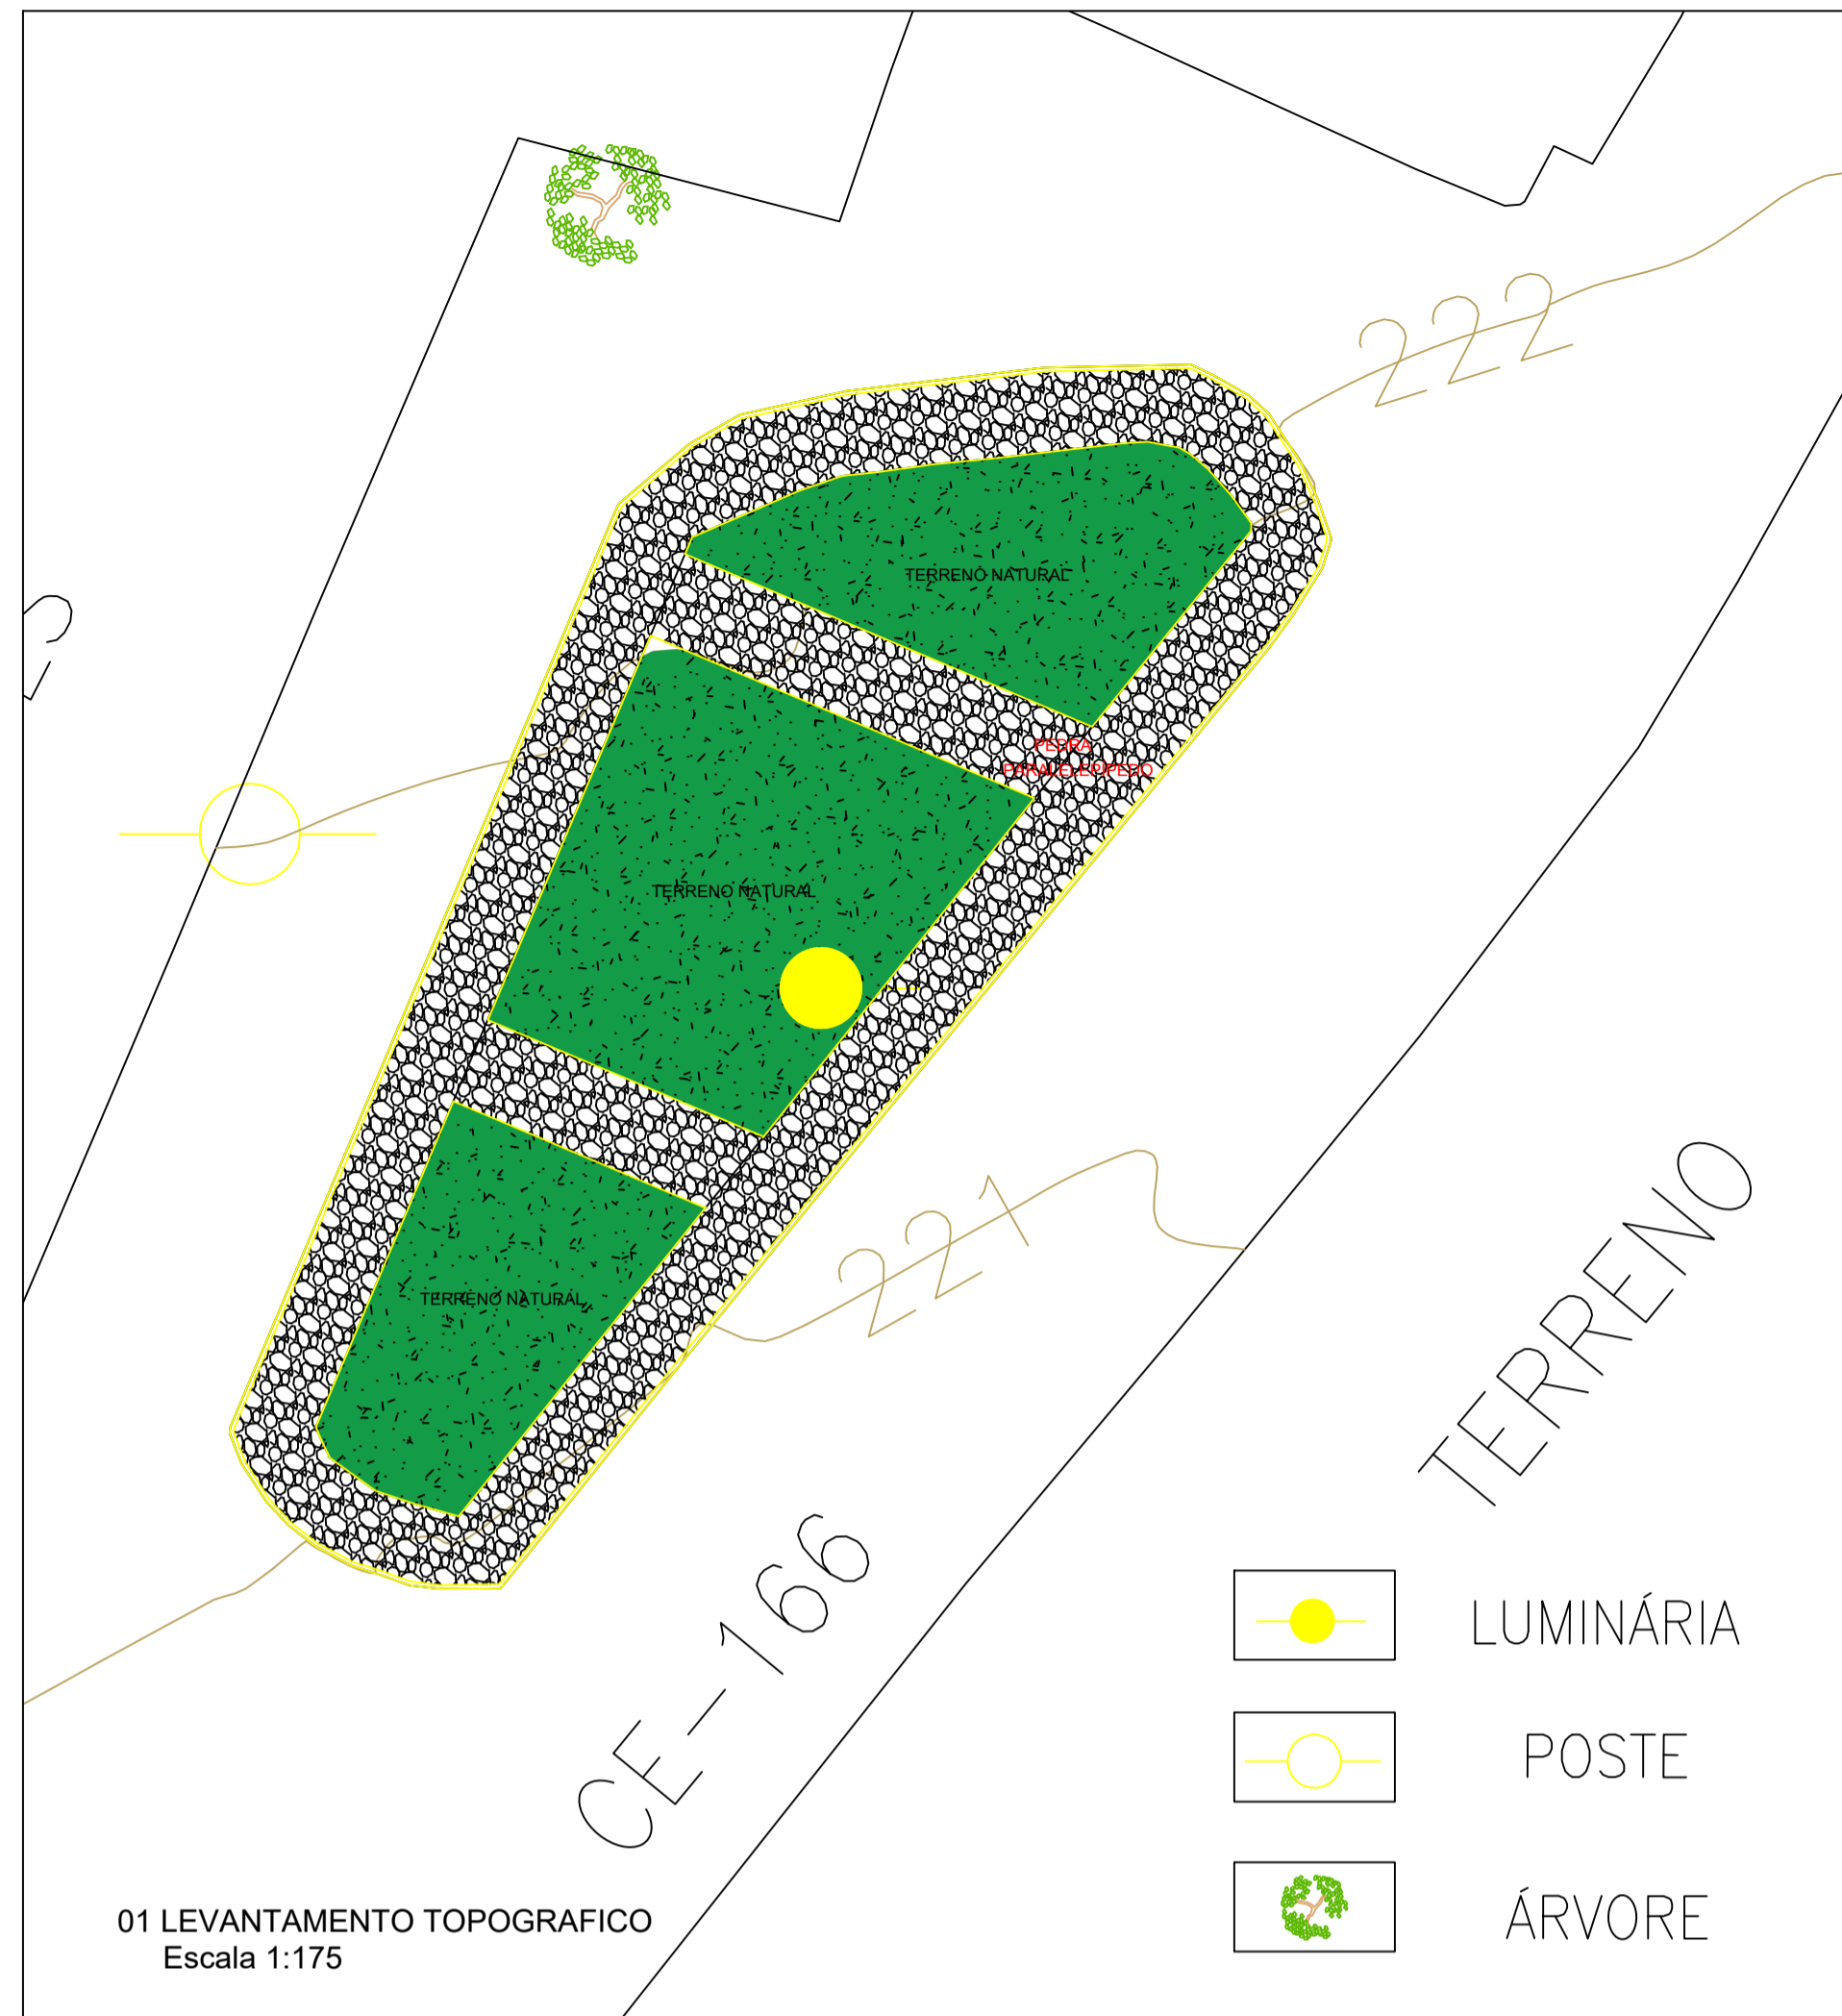 222
TERRENO NATURAL
PEDRA
PARALELEPIPEDO
TERRENO NATURAL
221
TERRENO NATURAL
TERRENO
CE-166
LUMINÁRIA
POSTE
ÁRVORE
01 LEVANTAMENTO TOPOGRAFICO
Escala 1:175